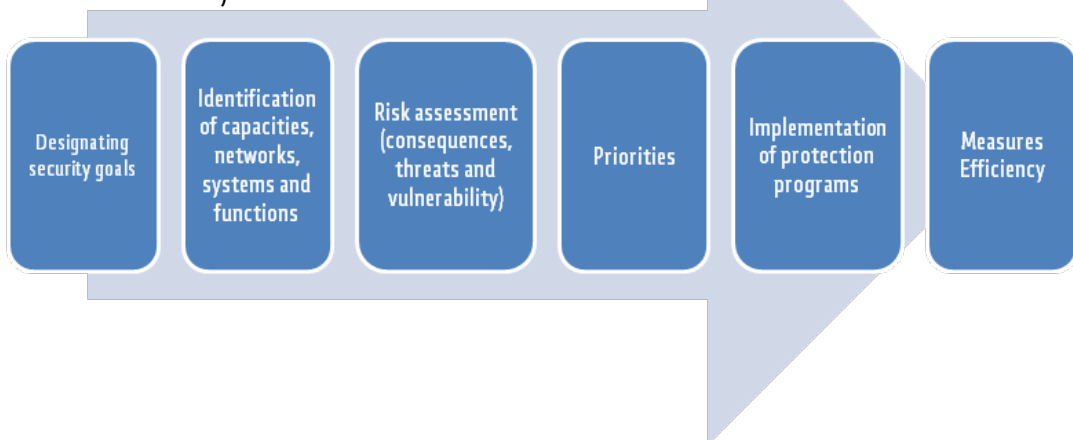 Designating
security goals
Identification
of capacities,
networks,
systems and
functions
Risk assessment
(consequences,
threats and
vulnerability)
Priorities
Implementation
of protection
programs
Measures
Efficiency